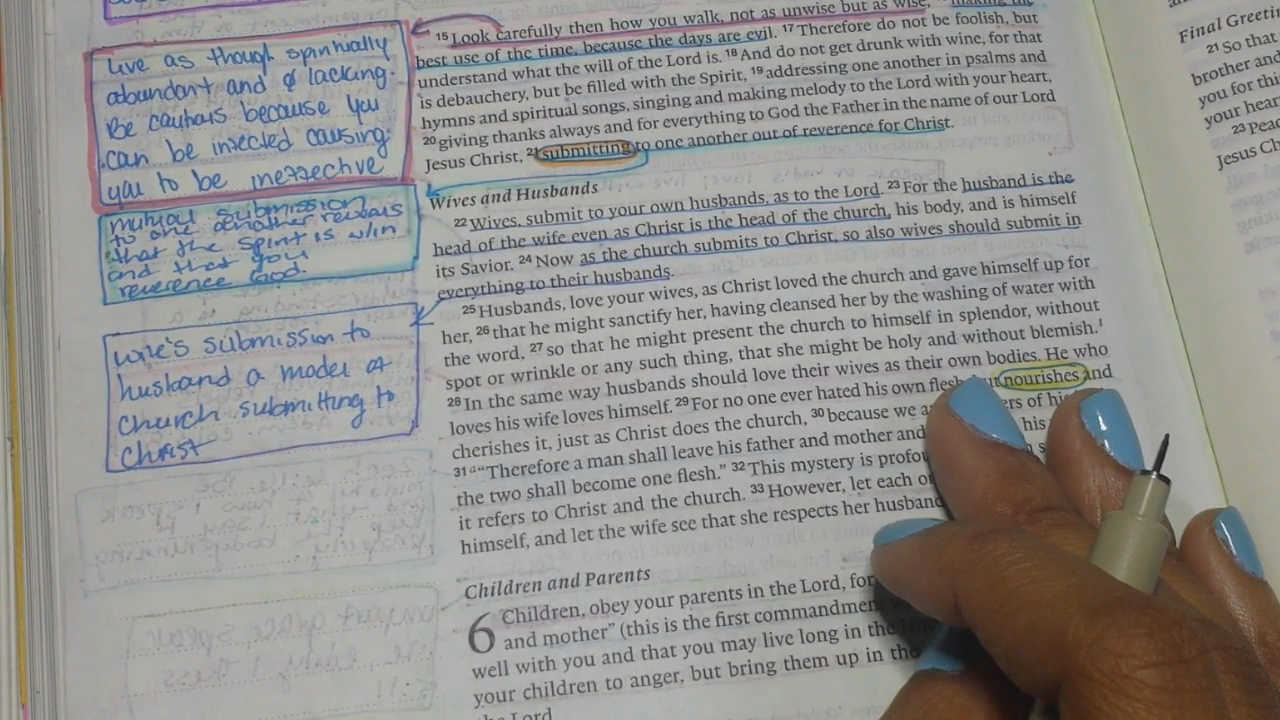 live as though spiritually
abundant and ¢ lacking.
Be cautious because you
can be infected causing
you to be ineffective
mutual submission
to one another reveals
that the spirit is w/in
and that you
reverence God.
wife's submission to
husband a model of
church submitting to
christ
15 Look carefully then how you walk, not as unwise but as wise, making the
best use of the time, because the days are evil. 17 Therefore do not be foolish, but
understand what the will of the Lord is. 18 And do not get drunk with wine, for that
is debauchery, but be filled with the Spirit, 19 addressing one another in psalms and
hymns and spiritual songs, singing and making melody to the Lord with your heart,
20 giving thanks always and for everything to God the Father in the name of our Lord
Jesus Christ, 21 submitting to one another out of reverence for Christ.
Wives and Husbands
22 Wives, submit to your own husbands, as to the Lord. 23 For the husband is the
head of the wife even as Christ is the head of the church, his body, and is himself
its Savior. 24 Now as the church submits to Christ, so also wives should submit in
everything to their husbands.
25 Husbands, love your wives, as Christ loved the church and gave himself up for
her, 26 that he might sanctify her, having cleansed her by the washing of water with
the word, 27 so that he might present the church to himself in splendor, without
spot or wrinkle or any such thing, that she might be holy and without blemish.
28 In the same way husbands should love their wives as their own bodies. He who
loves his wife loves himself. 29 For no one ever hated his own flesh, but nourishes and
cherishes it, just as Christ does the church, 30 because we of his
31 a "Therefore a man shall leave his father and mother and his
the two shall become one flesh." 32 This mystery is
it refers to Christ and the church. 33 However, let each
himself, and let the wife see that she respects her husband
Children and Parents
6 Children, obey your parents in the Lord, for
and mother" (this is the first commandment
well with you and that you may live long in the
your children to anger, but bring them up in the
the Lord
Final
21 So that
brother and
you for this
your
23
Jesus